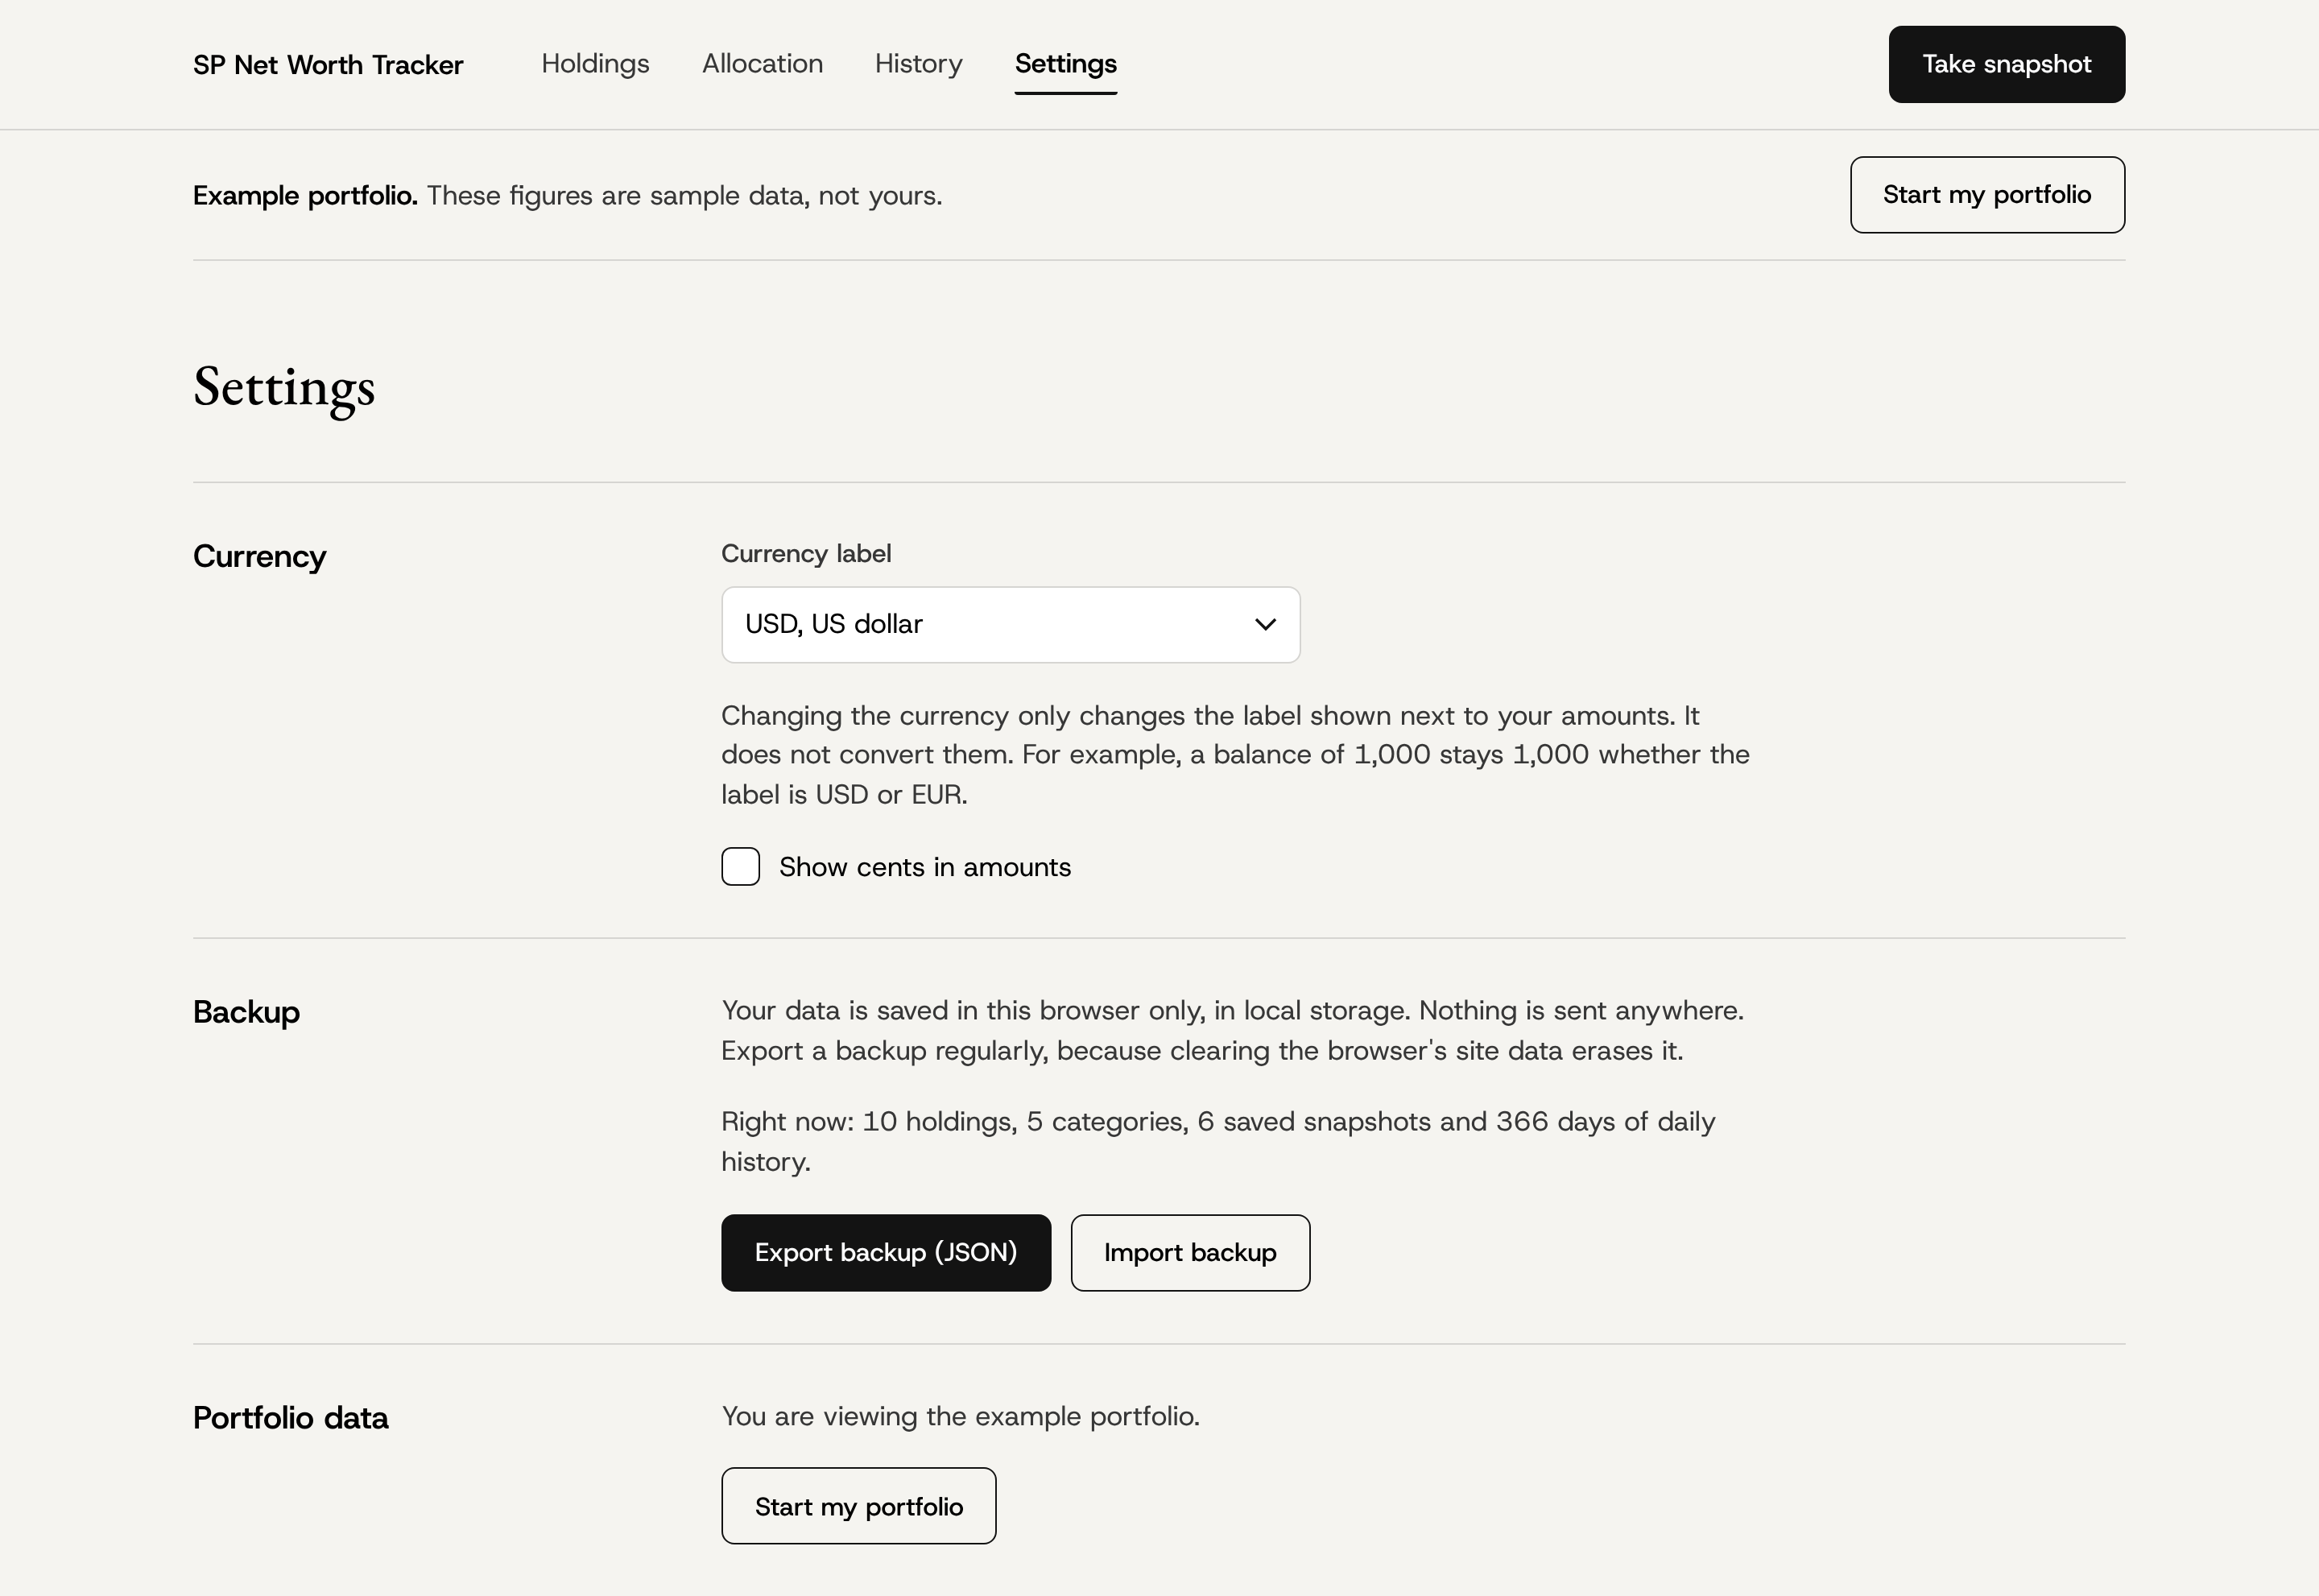 SP Net Worth Tracker
Holdings
Allocation
History
Settings
Take snapshot
Example portfolio. These figures are sample data, not yours.
Start my portfolio
Settings
Currency
Currency label
USD, US dollar
Changing the currency only changes the label shown next to your amounts. It
does not convert them. For example, a balance of 1,000 stays 1,000 whether the
label is USD or EUR.
Show cents in amounts
Backup
Your data is saved in this browser only, in local storage. Nothing is sent anywhere.
Export a backup regularly, because clearing the browser's site data erases it.
Right now: 10 holdings, 5 categories, 6 saved snapshots and 366 days of daily
history.
Export backup (JSON)
Import backup
Portfolio data
You are viewing the example portfolio.
Start my portfolio